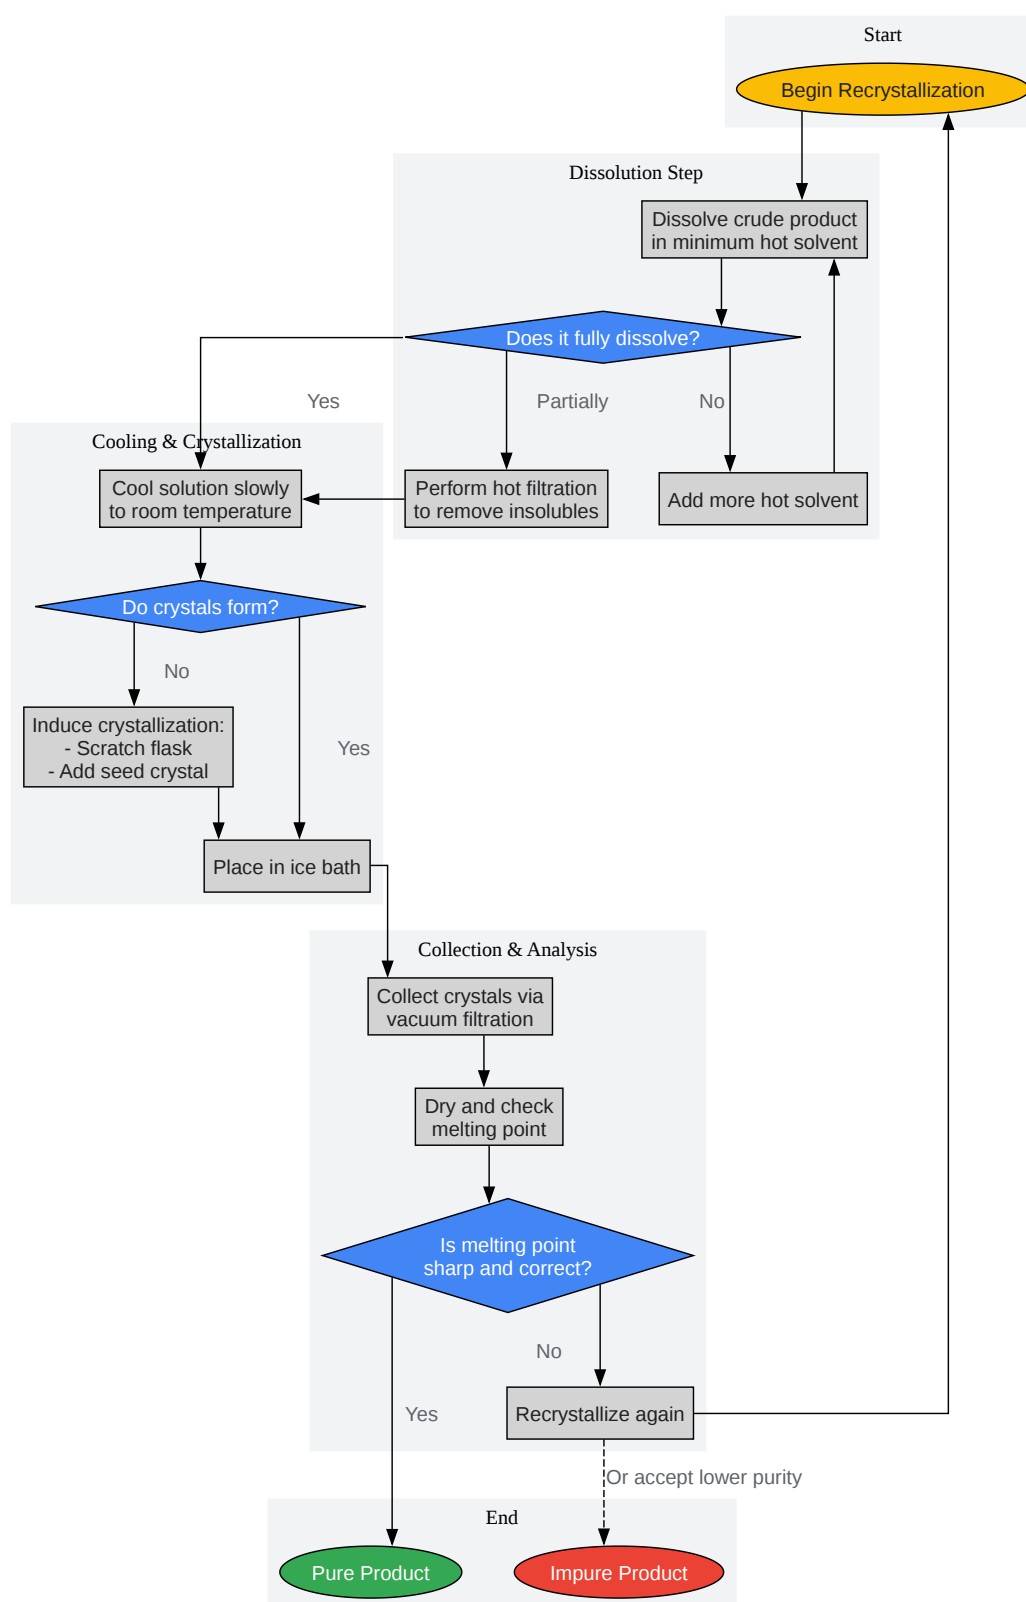 Start
Begin Recrystallization
Dissolution Step
Dissolve crude product
in minimum hot solvent
Does it fully dissolve?
Yes
Partially
No
Cooling & Crystallization
Cool solution slowly
to room temperature
Perform hot filtration
to remove insolubles
Add more hot solvent
Do crystals form?
No
Induce crystallization:
- Scratch flask
- Add seed crystal
Yes
Place in ice bath
Collection & Analysis
Collect crystals via
vacuum filtration
Dry and check
melting point
Is melting point
sharp and correct?
No
Yes
Recrystallize again
Or accept lower purity
End
Pure Product
Impure Product